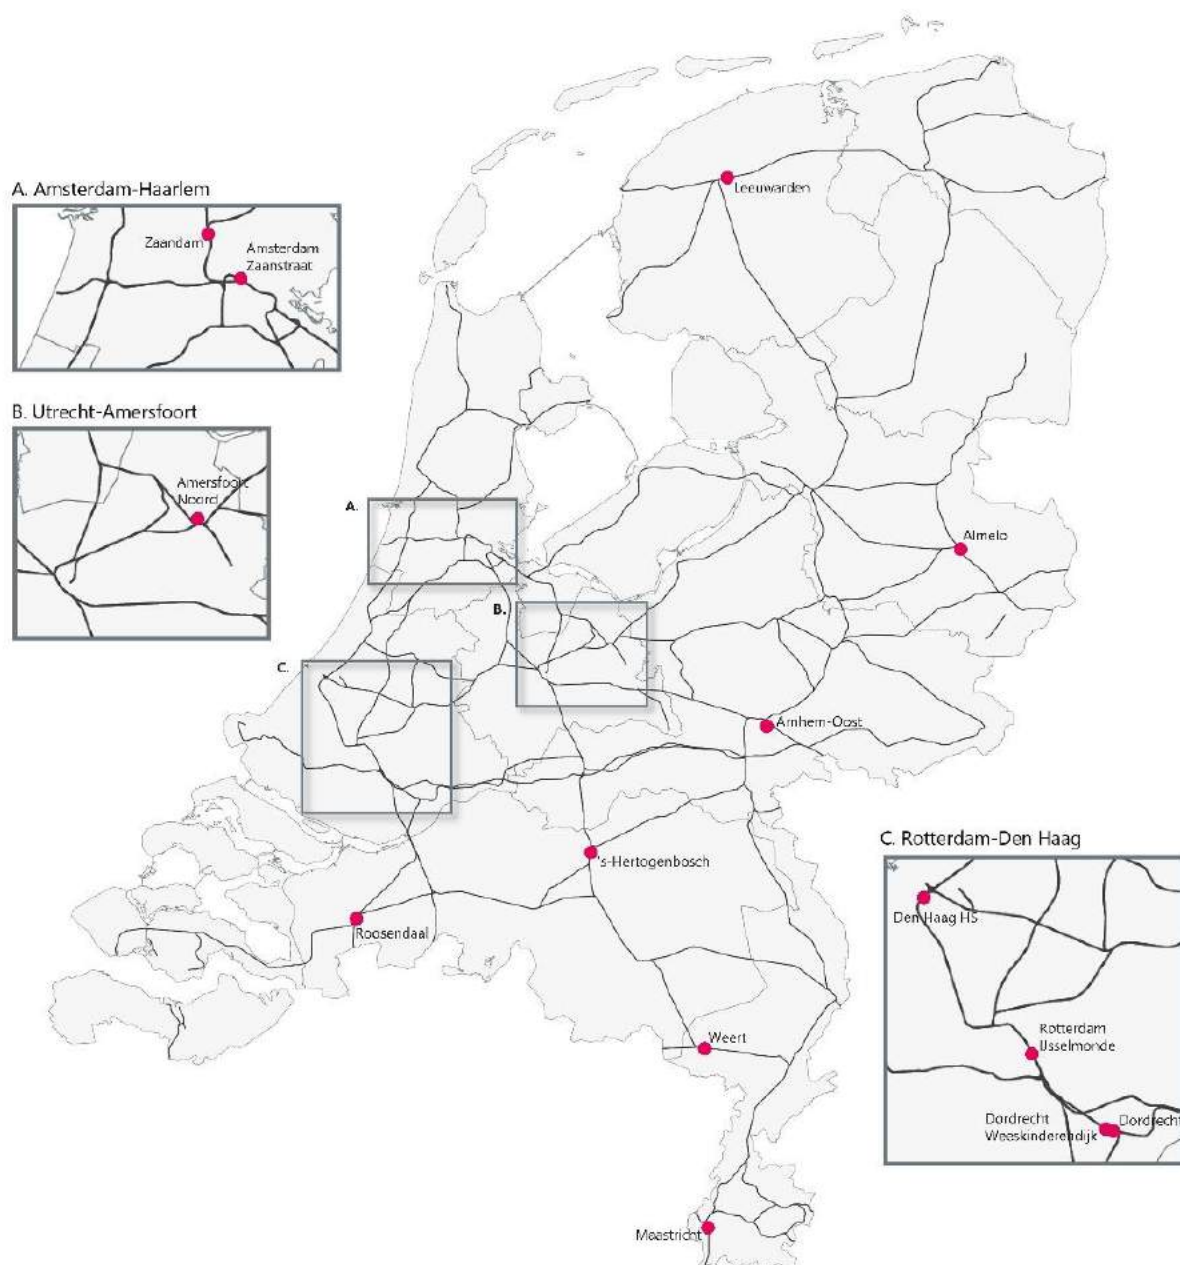 Leeuwarden
A. Amsterdam-Haarlem
Zaandam
Amsterdam
Zaanstraat
B. Utrecht-Amersfoort
Amersfoort
Noord
A.
Almelo
B.
C.
Arnhem-Oost
C. Rotterdam-Den Haag
's-Hertogenbosch
Den Haag HS
Roosendaal
Rotterdam
IJsselmonde
Weert
Dordrecht
Weeskinderendijk
Dordrecht
Maastricht